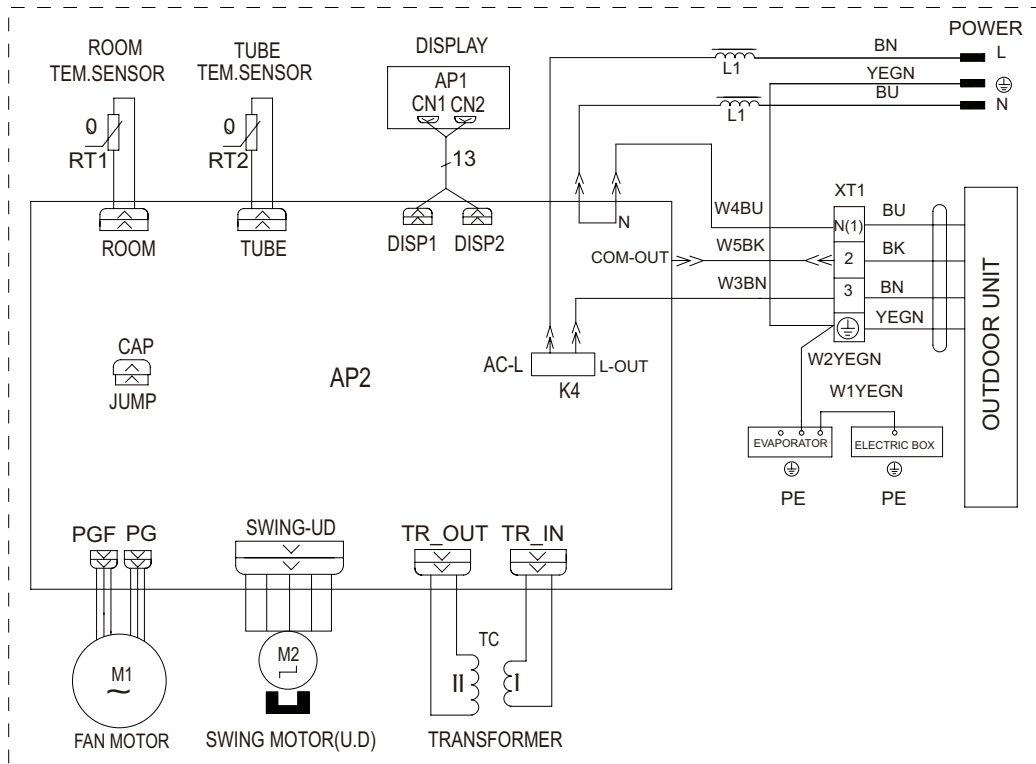 ROOM
TEM.SENSOR
TUBE
TEM.SENSOR
DISPLAY
POWER
AP1
CN1 CN2
L1
BN
L
YEGN
L1
BU
N
RT1
RT2
13
XT1
ROOM
TUBE
DISP1
DISP2
N
W4BU
N(1)
BU
COM-OUT
W5BK
2
BK
W3BN
3
BN
YEGN
OUTDOOR UNIT
CAP
JUMP
AP2
AC-L
L-OUT
K4
W2YEGN
W1YEGN
EVAPORATOR
ELECTRIC BOX
PE
PE
PGF PG
SWING-UD
TR_OUT
TR_IN
M1
~
M2
TC
II
I
FAN MOTOR
SWING MOTOR(U.D)
TRANSFORMER